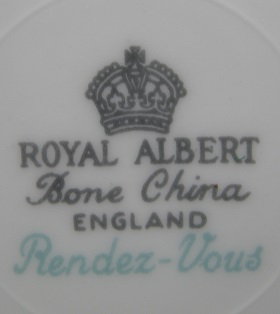 ROYAL ALBERT
Bone China
ENGLAND
Rendez-Vous